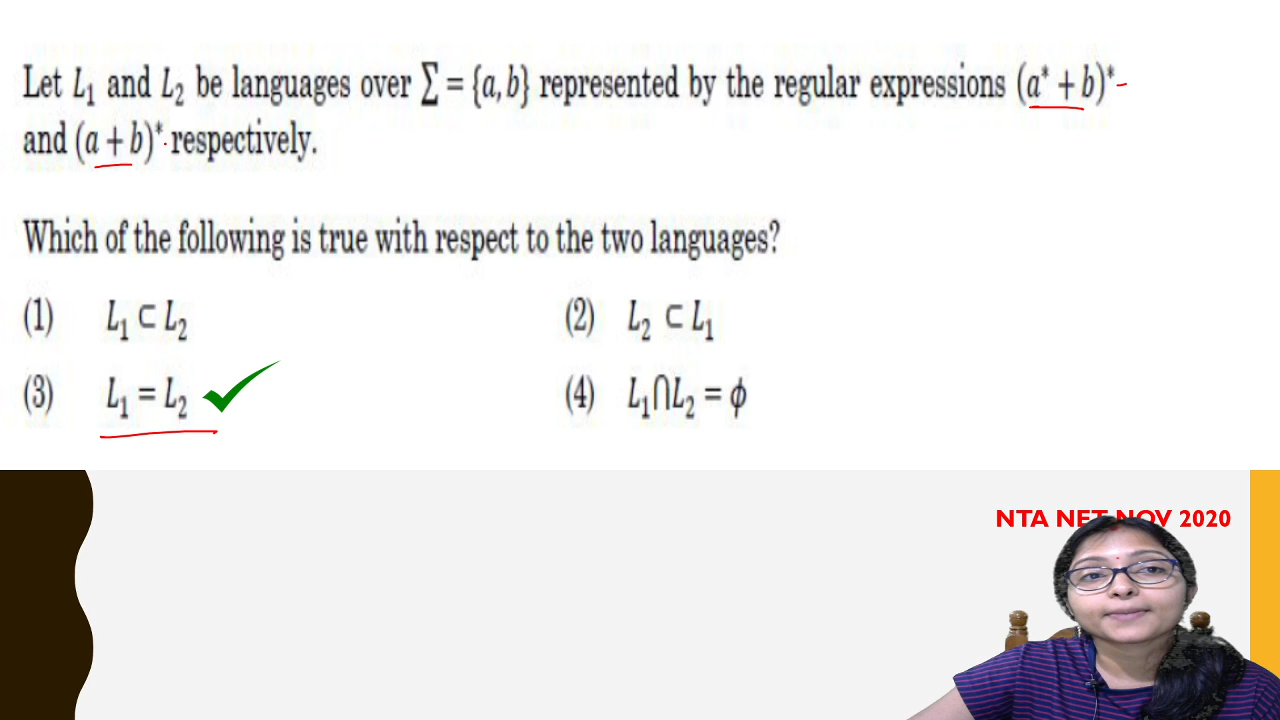 Let L₁ and L₂ be languages over Σ = {a, b} represented by the regular expressions (a* + b)*
and (a + b)* respectively.
Which of the following is true with respect to the two languages?
(1) L₁ ⊂ L₂
(2) L₂ ⊂ L₁
(3) L₁ = L₂
(4) L₁⋂L₂ = ϕ
NTA NET NOV 2020